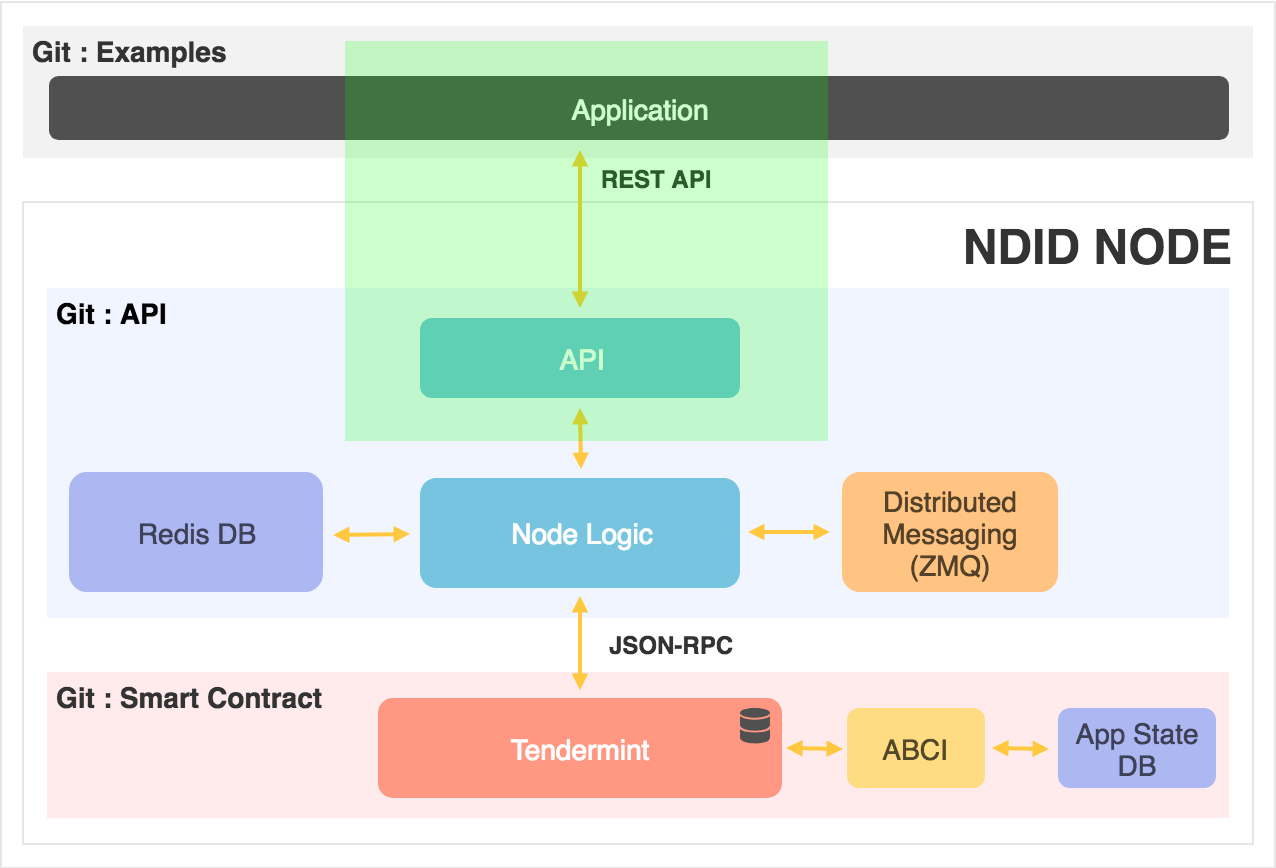 Git : Examples
Application
REST API
NDID NODE
Git : API
API
Redis DB
Node Logic
Distributed
Messaging
(ZMQ)
JSON-RPC
Git : Smart Contract
Tendermint
ABCI
App State
DB